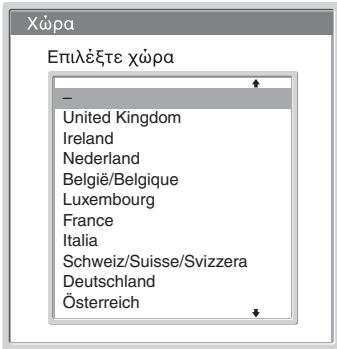 Χώρα
Επιλέξτε χώρα
–
United Kingdom
Ireland
Nederland
België/Belgique
Luxembourg
France
Italia
Schweiz/Suisse/Svizzera
Deutschland
Österreich